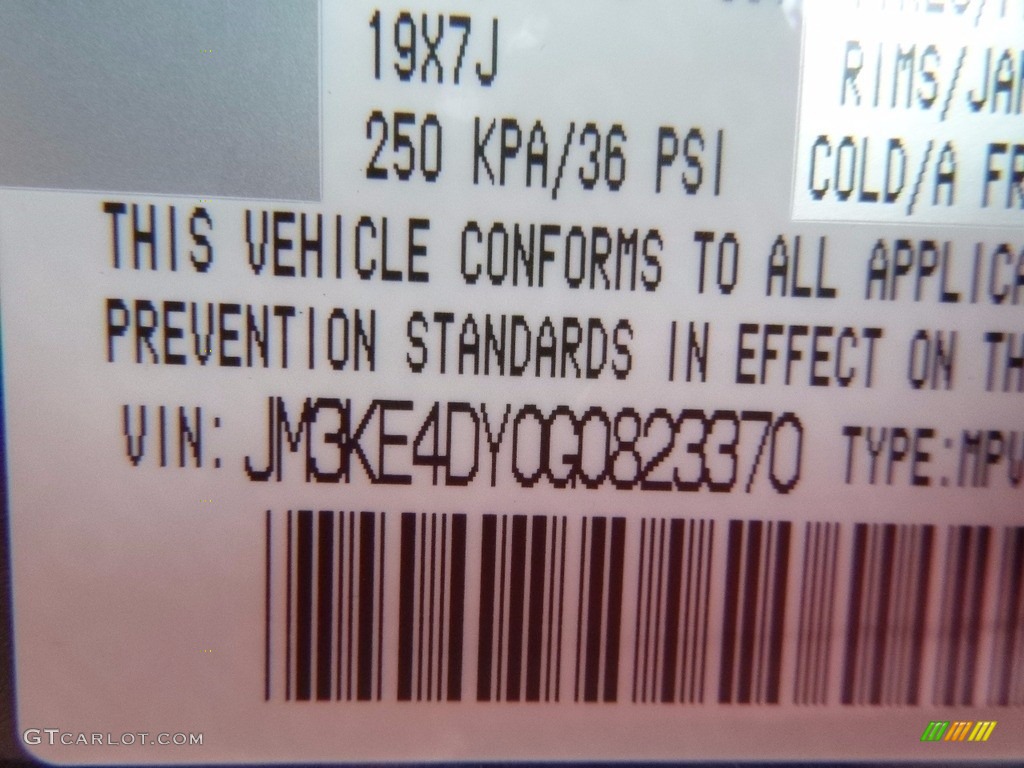 19X7J
RIMS/JAN
250 KPA/36 PSI
COLD/A FR
THIS VEHICLE CONFORMS TO ALL APPLICA
PREVENTION STANDARDS IN EFFECT ON TH
VIN: JM3KE4DY0G0823370 TYPE:MPV
GTCARLOT.COM